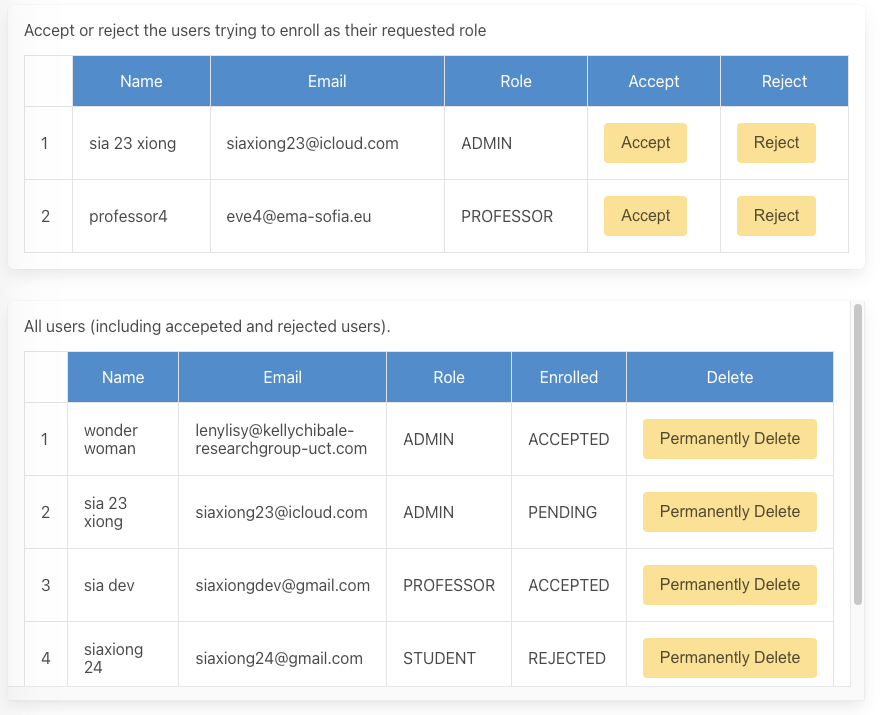 Accept or reject the users trying to enroll as their requested role
Name Email Role Accept Reject
1 sia 23 xiong siaxiong23@icloud.com ADMIN Accept Reject
2 professor4 eve4@ema-sofia.eu PROFESSOR Accept Reject
All users (including accepeted and rejected users).
Name Email Role Enrolled Delete
1 wonder woman lenylisy@kellychibale-researchgroup-uct.com ADMIN ACCEPTED Permanently Delete
2 sia 23 xiong siaxiong23@icloud.com ADMIN PENDING Permanently Delete
3 sia dev siaxiongdev@gmail.com PROFESSOR ACCEPTED Permanently Delete
4 siaxiong 24 siaxiong24@gmail.com STUDENT REJECTED Permanently Delete